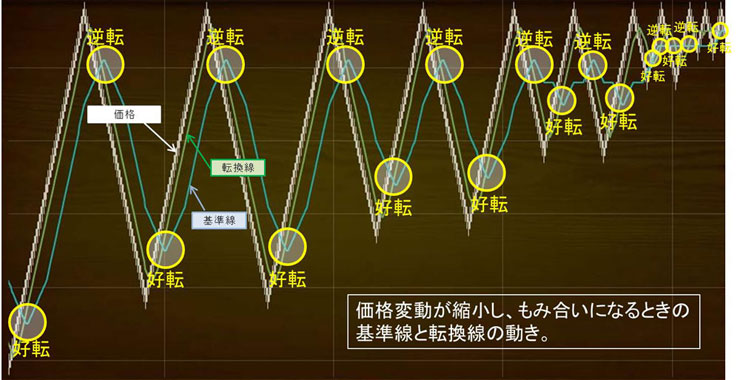 逆転
逆転
逆転
逆転
逆転
逆転
逆転
逆転
好転
好転
好転
好転
好転
価格
転換線
基準線
好転
好転
好転
好転
好転
価格変動が縮小し、もみ合いになるときの
基準線と転換線の動き。